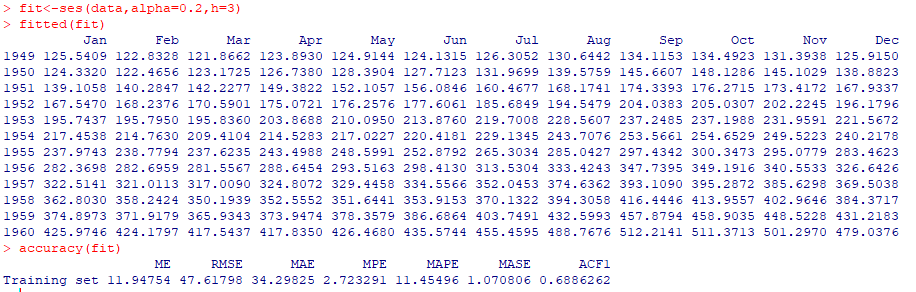 > fit<-ses(data,alpha=0.2,h=3)
> fitted(fit)
Jan Feb Mar Apr May Jun Jul Aug Sep Oct Nov Dec
1949 125.5409 122.8328 121.8662 123.8930 124.9144 124.1315 126.3052 130.6442 134.1153 134.4923 131.3938 125.9150
1950 124.3320 122.4656 123.1725 126.7380 128.3904 127.7123 131.9699 139.5759 145.6607 148.1286 145.1029 138.8823
1951 139.1058 140.2847 142.2277 149.3822 152.1057 156.0846 160.4677 168.1741 174.3393 176.2715 173.4172 167.9337
1952 167.5470 168.2376 170.5901 175.0721 176.2576 177.6061 185.6849 194.5479 204.0383 205.0307 202.2245 196.1796
1953 195.7437 195.7950 195.8360 203.8688 210.0950 213.8760 219.7008 228.5607 237.2485 237.1988 231.9591 221.5672
1954 217.4538 214.7630 209.4104 214.5283 217.0227 220.4181 229.1345 243.7076 253.5661 254.6529 249.5223 240.2178
1955 237.9743 238.7794 237.6235 243.4988 248.5991 252.8792 265.3034 285.0427 297.4342 300.3473 295.0779 283.4623
1956 282.3698 282.6959 281.5567 288.6454 293.5163 298.4130 313.5304 333.4243 347.7395 349.1916 340.5533 326.6426
1957 322.5141 321.0113 317.0090 324.8072 329.4458 334.5566 352.0453 374.6362 393.1090 395.2872 385.6298 369.5038
1958 362.8030 358.2424 350.1939 352.5552 351.6441 353.9153 370.1322 394.3058 416.4446 413.9557 402.9646 384.3717
1959 374.8973 371.9179 365.9343 373.9474 378.3579 386.6864 403.7491 432.5993 457.8794 458.9035 448.5228 431.2183
1960 425.9746 424.1797 417.5437 417.8350 426.4680 435.5744 455.4595 488.7676 512.2141 511.3713 501.2970 479.0376
> accuracy(fit)
ME RMSE MAE MPE MAPE MASE ACF1
Training set 11.94754 47.61798 34.29825 2.723291 11.45496 1.070806 0.6886262